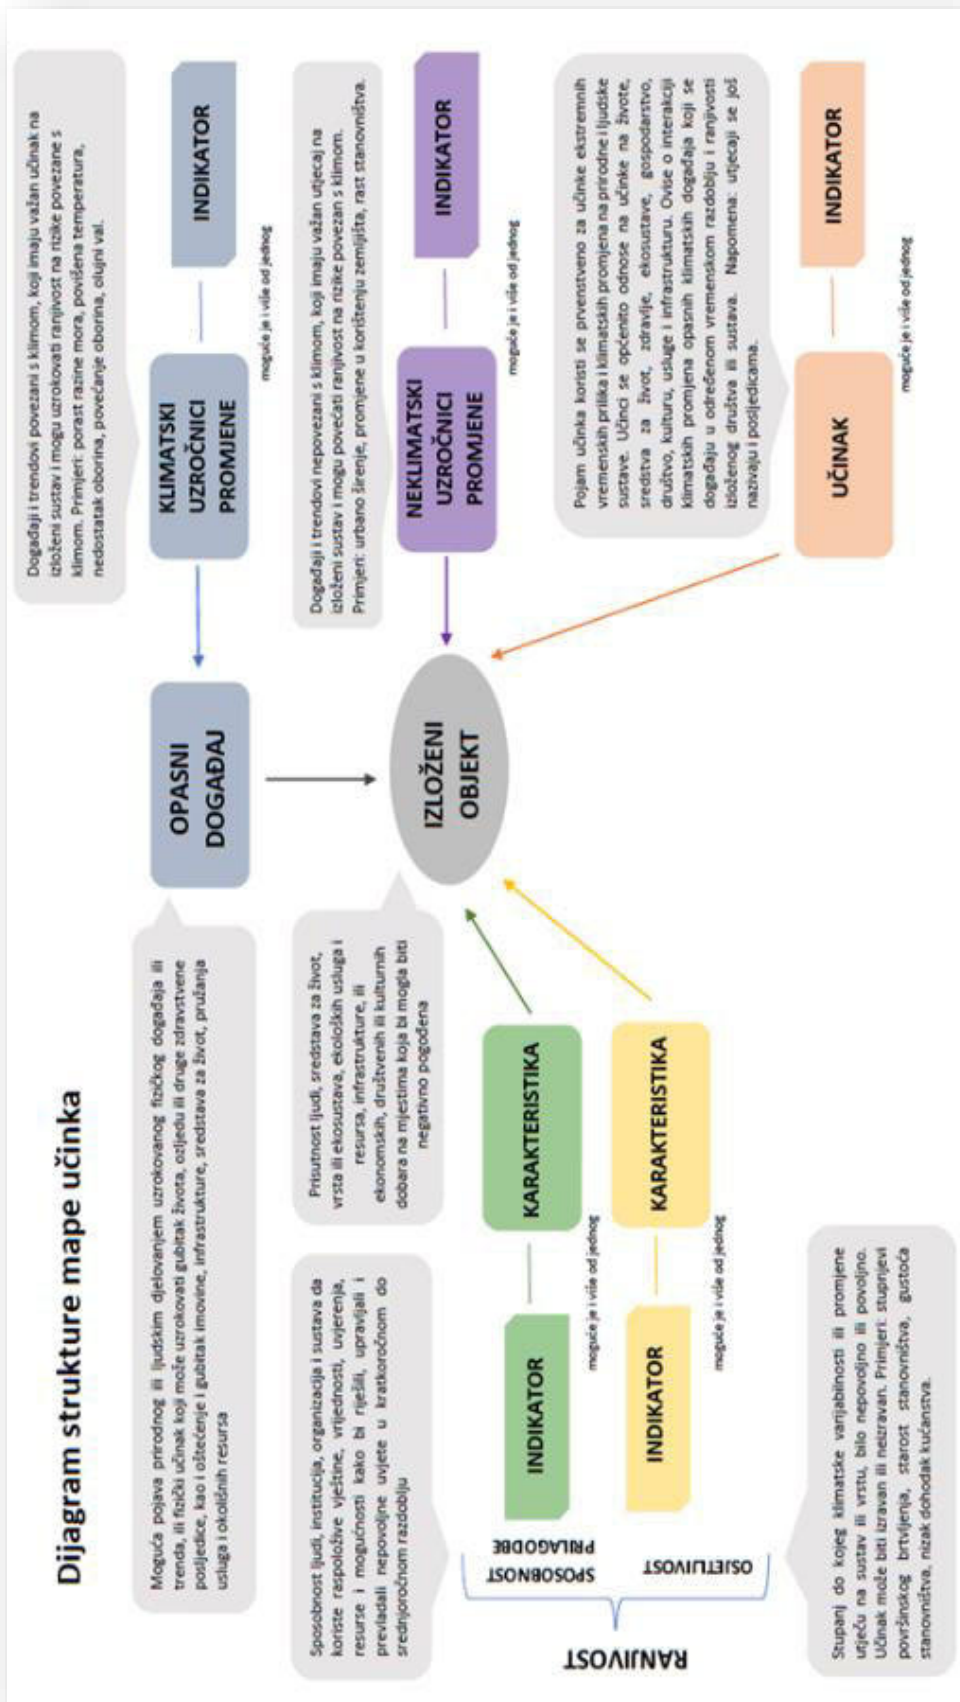 Dijagram strukture mape učinka
Moguća pojava prirodnog ili ljudskim djelovanjem uzrokovanog fizičkog događaja ili
trenda, ili fizički učinak koji može uzrokovati gubitak života, ozljedu ili druge zdravstvene
posljedice, kao i oštećenje i gubitak imovine, infrastrukture, sredstava za život, pružanja
usluga i okolišnih resursa
Događaji i trendovi povezani s klimom, koji imaju važan učinak na
izloženi sustav i mogu uzrokovati ranjivost na rizike povezane s
klimom. Primjeri: porast razine mora, povišena temperatura,
nedostatak oborina, povećanje oborina, olujni val.
OPASNI
DOGAĐAJ
KLIMATSKI
UZROČNICI
PROMJENE
INDIKATOR
moguće je i više od jednog
Sposobnost ljudi, institucija, organizacija i sustava da
koriste raspoložive vještine, vrijednosti, uvjerenja,
resurse i mogućnosti kako bi riješili, upravljali i
prevladali nepovoljne uvjete u kratkoročnom do
srednjoročnom razdoblju
Prisutnost ljudi, sredstava za život,
vrsta ili ekosustava, ekoloških usluga i
resursa, infrastrukture, ili
ekonomskih, društvenih ili kulturnih
dobara na mjestima koja bi mogla biti
negativno pogođena
Događaji i trendovi nepovezani s klimom, koji imaju važan utjecaj na
izloženi sustav i mogu povećati ranjivost na rizike povezan s klimom.
Primjeri: urbano širenje, promjene u korištenju zemljišta, rast stanovništva.
IZLOŽENI
OBJEKT
NEKLIMATSKI
UZROČNICI
PROMJENE
INDIKATOR
moguće je i više od jednog
RANJIVOST
SPOSOBNOST
PRILAGODBE
INDIKATOR
KARAKTERISTIKA
moguće je i više od jednog
OSJETLJIVOST
INDIKATOR
KARAKTERISTIKA
moguće je i više od jednog
Pojam učinka koristi se prvenstveno za učinke ekstremnih
vremenskih prilika i klimatskih promjena na prirodne i ljudske
sustave. Učinci se općenito odnose na učinke na živote,
sredstva za život, zdravlje, ekosustave, gospodarstvo,
društvo, kulturu, usluge i infrastrukturu. Ovise o interakciji
klimatskih promjena opasnih klimatskih događaja koji se
događaju u određenom vremenskom razdoblju i ranjivosti
izloženog društva ili sustava. Napomena: utjecaji se još
nazivaju i posljedicama.
UČINAK
INDIKATOR
moguće je i više od jednog
Stupanj do kojeg klimatske varijabilnosti ili promjene
utječu na sustav ili vrstu, bilo nepovoljno ili povoljno.
Učinak može biti izravan ili neizravan. Primjeri: stupnjevi
površinskog brtvljenja, starost stanovništva, gustoća
stanovništva, nizak dohodak kućanstva.